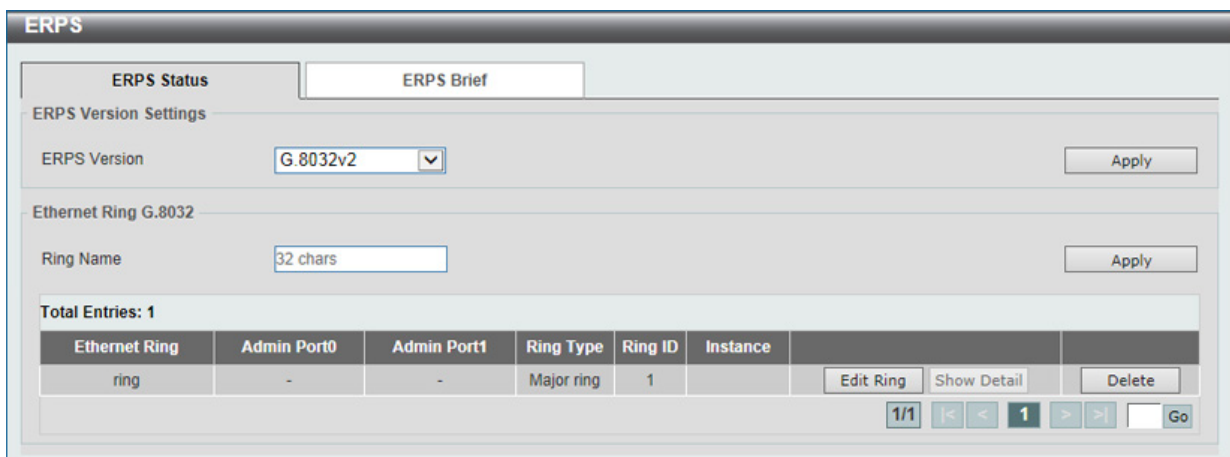 ERPS
ERPS Status ERPS Brief
ERPS Version Settings
ERPS Version G.8032v2 Apply
Ethernet Ring G.8032
Ring Name 32 chars Apply
Total Entries: 1
Ethernet Ring Admin Port0 Admin Port1 Ring Type Ring ID Instance
ring - - Major ring 1 Edit Ring Show Detail Delete
1/1 |< < 1 > >| Go